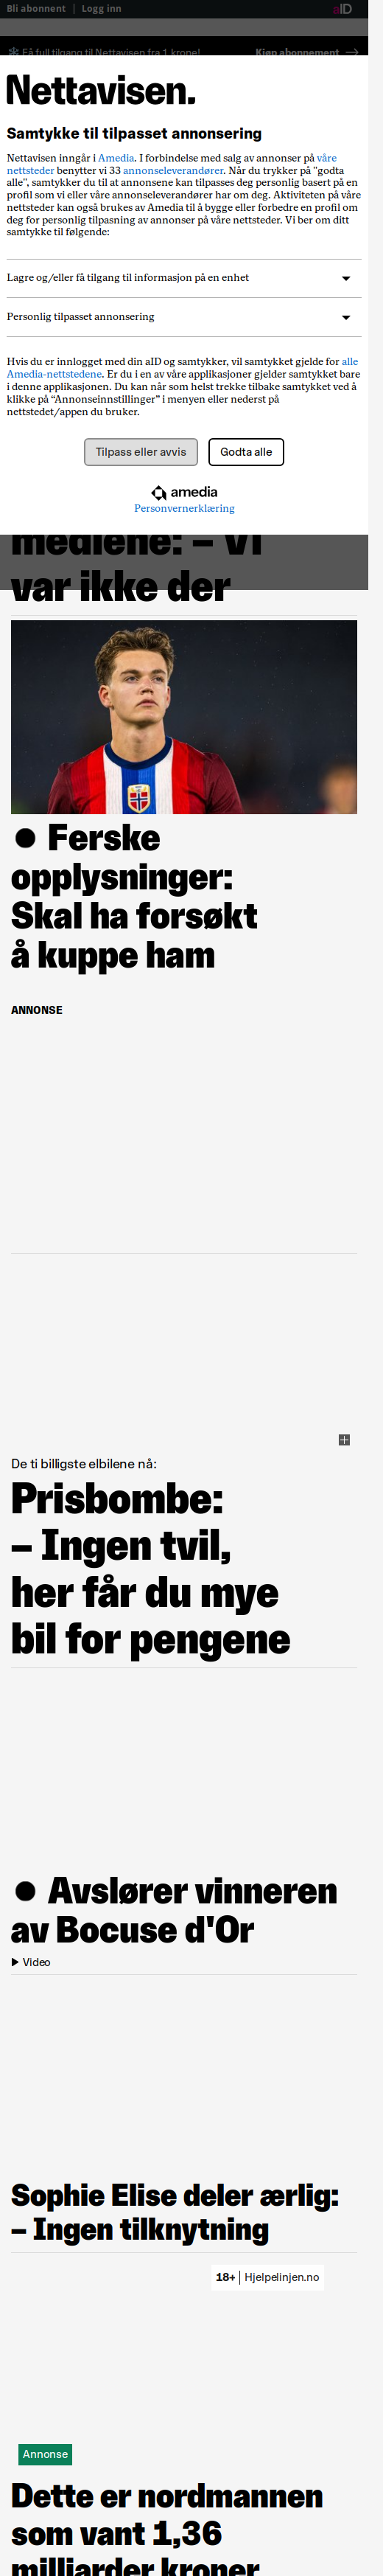 Bli abonnent | Logg inn
aID
Få full tilgang til Nettavisen fra 1 krone!
Kjøp abonnement →
Nettavisen.
Samtykke til tilpasset annonsering
Nettavisen inngår i Amedia. I forbindelse med salg av annonser på våre
nettsteder benytter vi 33 annonseleverandører. Når du trykker på "godta
alle", samtykker du til at annonsene kan tilpasses deg personlig basert på en
profil som vi eller våre annonseleverandører har om deg. Aktiviteten på våre
nettsteder kan også brukes av Amedia til å bygge eller forbedre en profil om
deg for personlig tilpasning av annonser på våre nettsteder. Vi ber om ditt
samtykke til følgende:
Lagre og/eller få tilgang til informasjon på en enhet
Personlig tilpasset annonsering
Hvis du er innlogget med din aID og samtykker, vil samtykket gjelde for alle
Amedia-nettstedene. Er du i en av våre applikasjoner gjelder samtykket bare
i denne applikasjonen. Du kan når som helst trekke tilbake samtykket ved å
klikke på “Annonseinnstillinger” i menyen eller nederst på
nettstedet/appen du bruker.
Tilpass eller avvis
Godta alle
amedia
Personvernerklæring
mediene: – Vi
var ikke der
● Ferske
opplysninger:
Skal ha forsøkt
å kuppe ham
ANNONSE
De ti billigste elbilene nå:
Prisbombe:
– Ingen tvil,
her får du mye
bil for pengene
● Avslører vinneren
av Bocuse d'Or
Video
Sophie Elise deler ærlig:
– Ingen tilknytning
18+ | Hjelpelinjen.no
Annonse
Dette er nordmannen
som vant 1,36
milliarder kroner